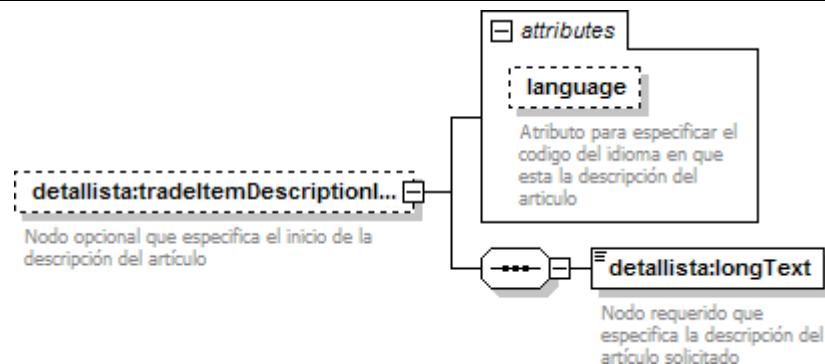 attributes
language
Atributo para especificar el
codigo del idioma en que
esta la descripción del
articulo
detallista:tradeItemDescriptionI...
Nodo opcional que especifica el inicio de la
descripción del artículo
detallista:longText
Nodo requerido que
especifica la descripción del
artículo solicitado